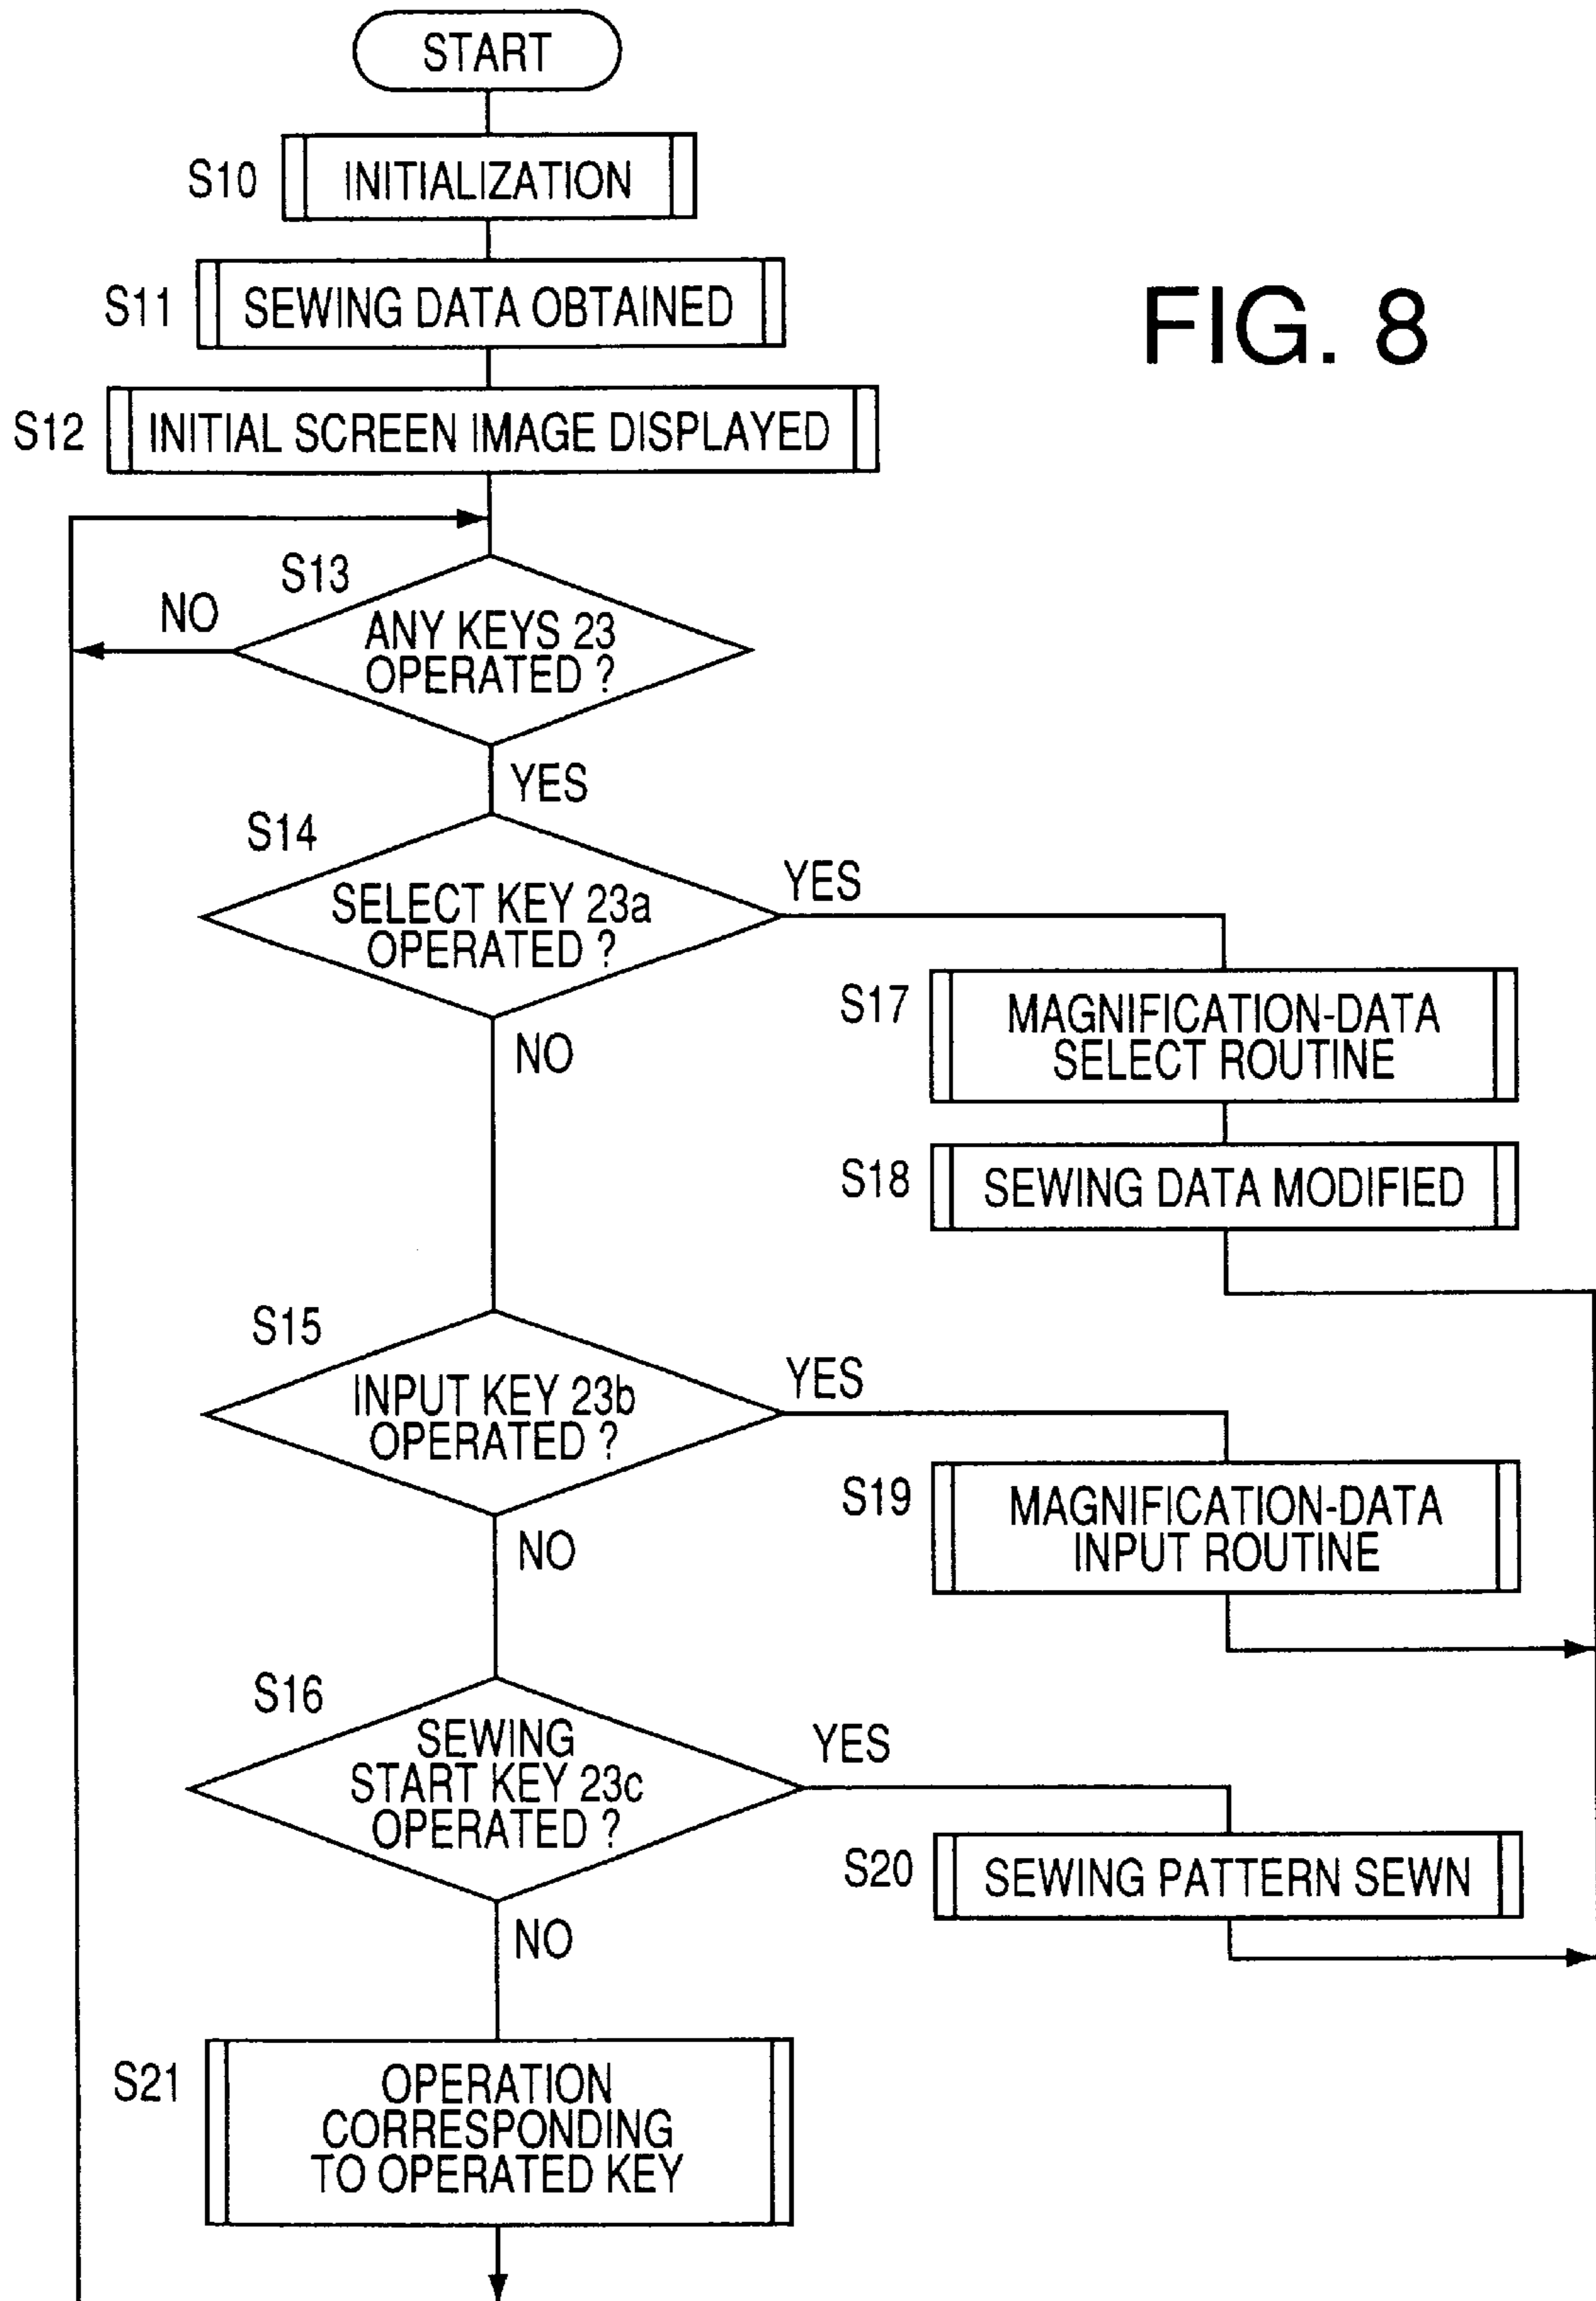 START
S10
INITIALIZATION
S11
SEWING DATA OBTAINED
FIG. 8
S12
INITIAL SCREEN IMAGE DISPLAYED
S13
NO
ANY KEYS 23
OPERATED ?
YES
S14
SELECT KEY 23a
OPERATED ?
YES
NO
S17
MAGNIFICATION-DATA
SELECT ROUTINE
S18
SEWING DATA MODIFIED
S15
INPUT KEY 23b
OPERATED ?
YES
NO
S19
MAGNIFICATION-DATA
INPUT ROUTINE
S16
SEWING
START KEY 23c
OPERATED ?
YES
NO
S20
SEWING PATTERN SEWN
S21
OPERATION
CORRESPONDING
TO OPERATED KEY